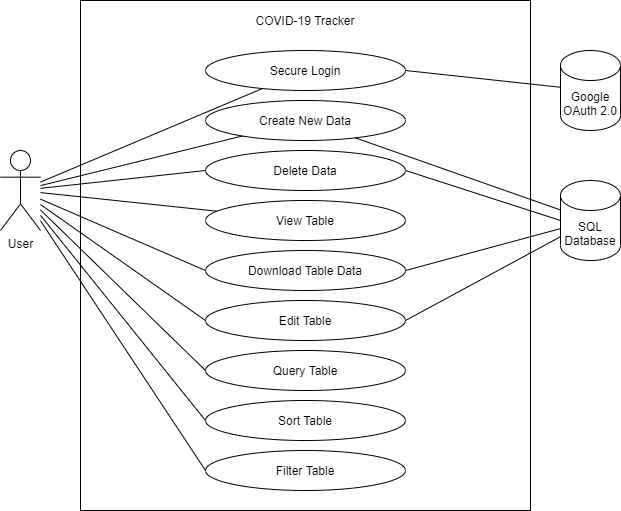 COVID-19 Tracker
Secure Login
Google
OAuth 2.0
Create New Data
Delete Data
View Table
User
SQL
Database
Download Table Data
Edit Table
Query Table
Sort Table
Filter Table